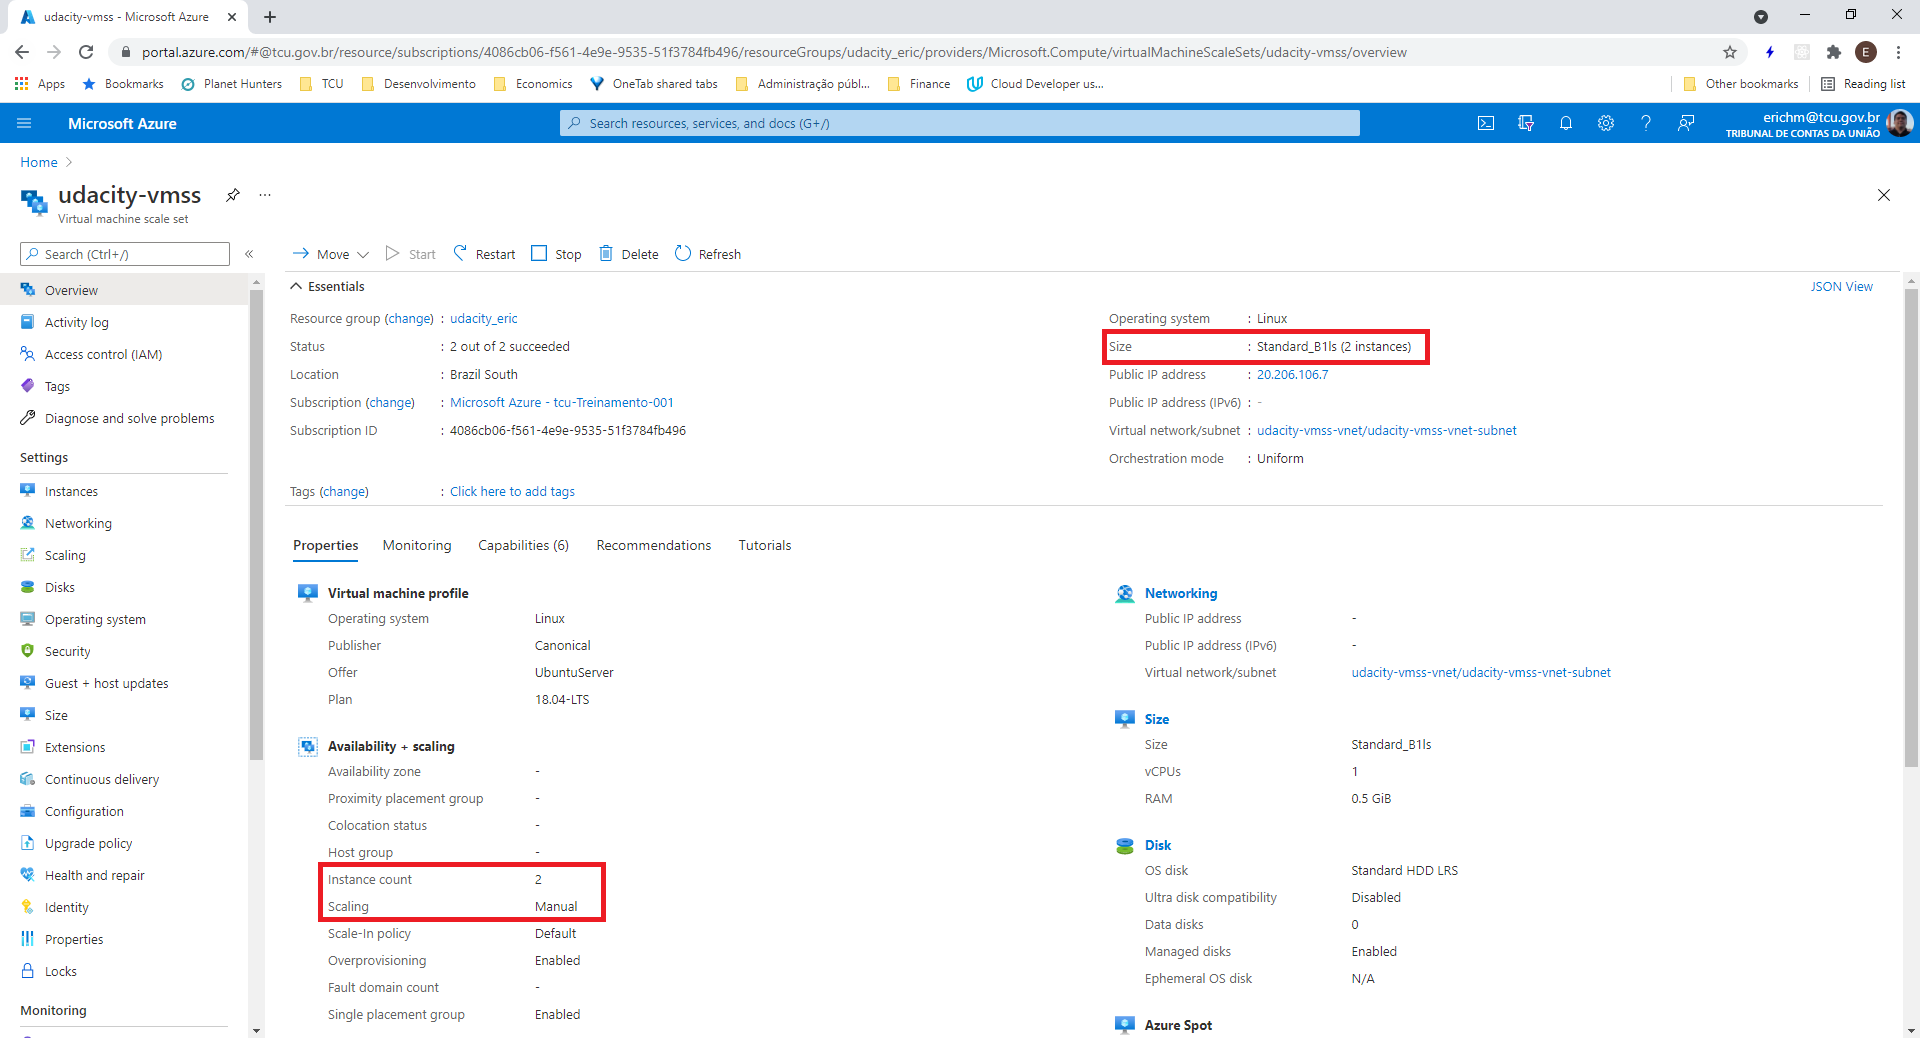 udacity-vmss - Microsoft Azure
portal.azure.com/#@tcu.gov.br/resource/subscriptions/4086cb06-f561-4e9e-9535-51f3784fb496/resourceGroups/udacity_eric/providers/Microsoft.Compute/virtualMachineScaleSets/udacity-vmss/overview
E
Apps Bookmarks Planet Hunters TCU Desenvolvimento Economics OneTab shared tabs Administração públ... Finance Cloud Developer us... Other bookmarks Reading list
Microsoft Azure
Search resources, services, and docs (G+/)
erichm@tcu.gov.br
TRIBUNAL DE CONTAS DA UNIÃO
Home
udacity-vmss
Virtual machine scale set
Search (Ctrl+/)
Overview
Activity log
Access control (IAM)
Tags
Diagnose and solve problems
Settings
Instances
Networking
Scaling
Disks
Operating system
Security
Guest + host updates
Size
Extensions
Continuous delivery
Configuration
Upgrade policy
Health and repair
Identity
Properties
Locks
Monitoring
Move Start Restart Stop Delete Refresh
Essentials
JSON View
Resource group (change) : udacity_eric
Status : 2 out of 2 succeeded
Location : Brazil South
Subscription (change) : Microsoft Azure - tcu-Treinamento-001
Subscription ID : 4086cb06-f561-4e9e-9535-51f3784fb496
Operating system : Linux
Size : Standard_B1ls (2 instances)
Public IP address : 20.206.106.7
Public IP address (IPv6) : -
Virtual network/subnet : udacity-vmss-vnet/udacity-vmss-vnet-subnet
Orchestration mode : Uniform
Tags (change) : Click here to add tags
Properties Monitoring Capabilities (6) Recommendations Tutorials
Virtual machine profile
Operating system Linux
Publisher Canonical
Offer UbuntuServer
Plan 18.04-LTS
Availability + scaling
Availability zone -
Proximity placement group -
Colocation status -
Host group -
Instance count 2
Scaling Manual
Scale-In policy Default
Overprovisioning Enabled
Fault domain count -
Single placement group Enabled
Networking
Public IP address -
Public IP address (IPv6) -
Virtual network/subnet udacity-vmss-vnet/udacity-vmss-vnet-subnet
Size
Size Standard_B1ls
vCPUs 1
RAM 0.5 GiB
Disk
OS disk Standard HDD LRS
Ultra disk compatibility Disabled
Data disks 0
Managed disks Enabled
Ephemeral OS disk N/A
Azure Spot